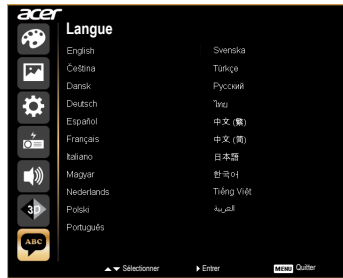 acer
Langue
English
Čeština
Dansk
Deutsch
Español
Français
Italiano
Magyar
Nederlands
Polski
Português
Svenska
Türkçe
Русский
ไทย
中文 (繁)
中文 (简)
日本語
한국어
Tiếng Việt
العربية
3D
ABC
Sélectionner Entrer MENU Quitter